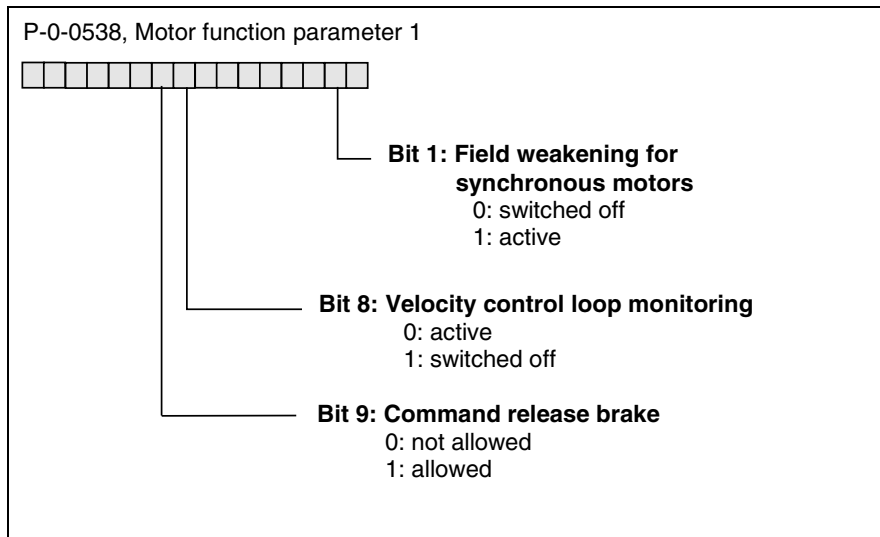 P-0-0538, Motor function parameter 1
Bit 1: Field weakening for
synchronous motors
0: switched off
1: active
Bit 8: Velocity control loop monitoring
0: active
1: switched off
Bit 9: Command release brake
0: not allowed
1: allowed